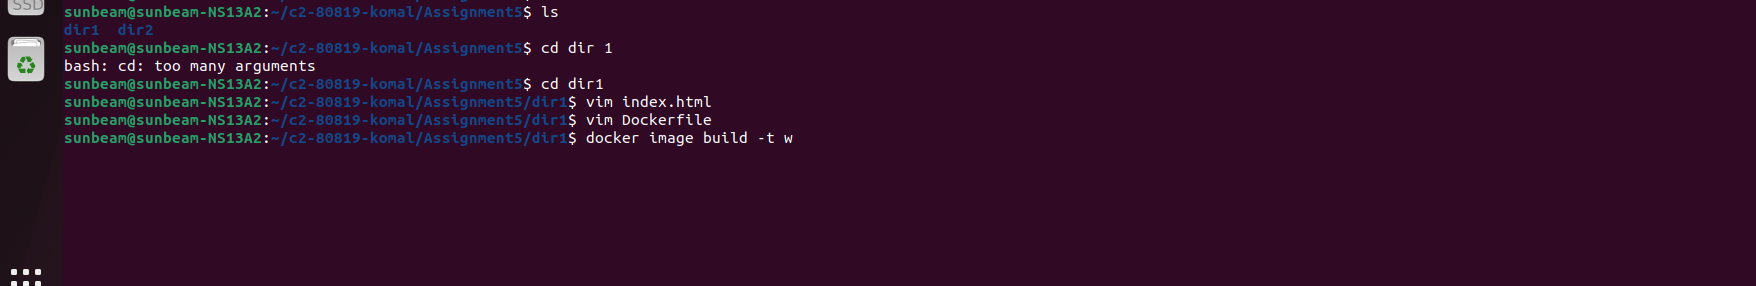 SSD
sunbeam@sunbeam-NS13A2:~/c2-80819-komal/Assignment5$ ls
dir1  dir2
sunbeam@sunbeam-NS13A2:~/c2-80819-komal/Assignment5$ cd dir 1
bash: cd: too many arguments
sunbeam@sunbeam-NS13A2:~/c2-80819-komal/Assignment5$ cd dir1
sunbeam@sunbeam-NS13A2:~/c2-80819-komal/Assignment5/dir1$ vim index.html
sunbeam@sunbeam-NS13A2:~/c2-80819-komal/Assignment5/dir1$ vim Dockerfile
sunbeam@sunbeam-NS13A2:~/c2-80819-komal/Assignment5/dir1$ docker image build -t w